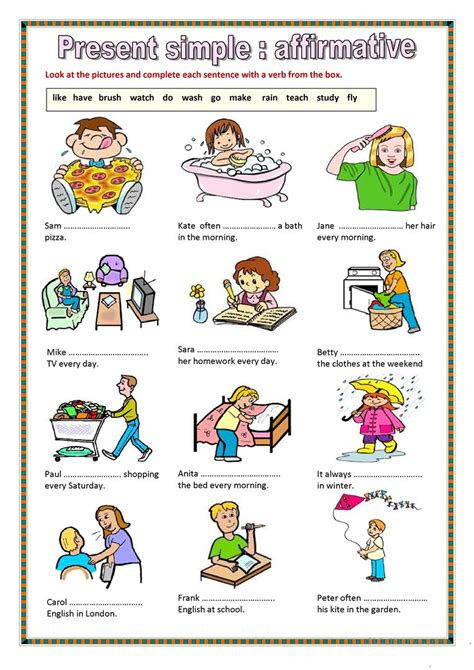 Present simple : affirmative
Look at the pictures and complete each sentence with a verb from the box.
like have brush watch do wash go make rain teach study fly
Sam ………………………..
pizza.
Kate often ………………….. a bath
in the morning.
Jane ……………………. her hair
every morning.
Mike ………………………..
TV every day.
Sara …………………………
her homework every day.
Betty ……………………….
the clothes at the weekend
Paul ………………… shopping
every Saturday.
Anita …………………………
the bed every morning.
It always ………………….
in winter.
Carol ……………………….
English in London.
Frank ………………………
English at school.
Peter often …………………
his kite in the garden.